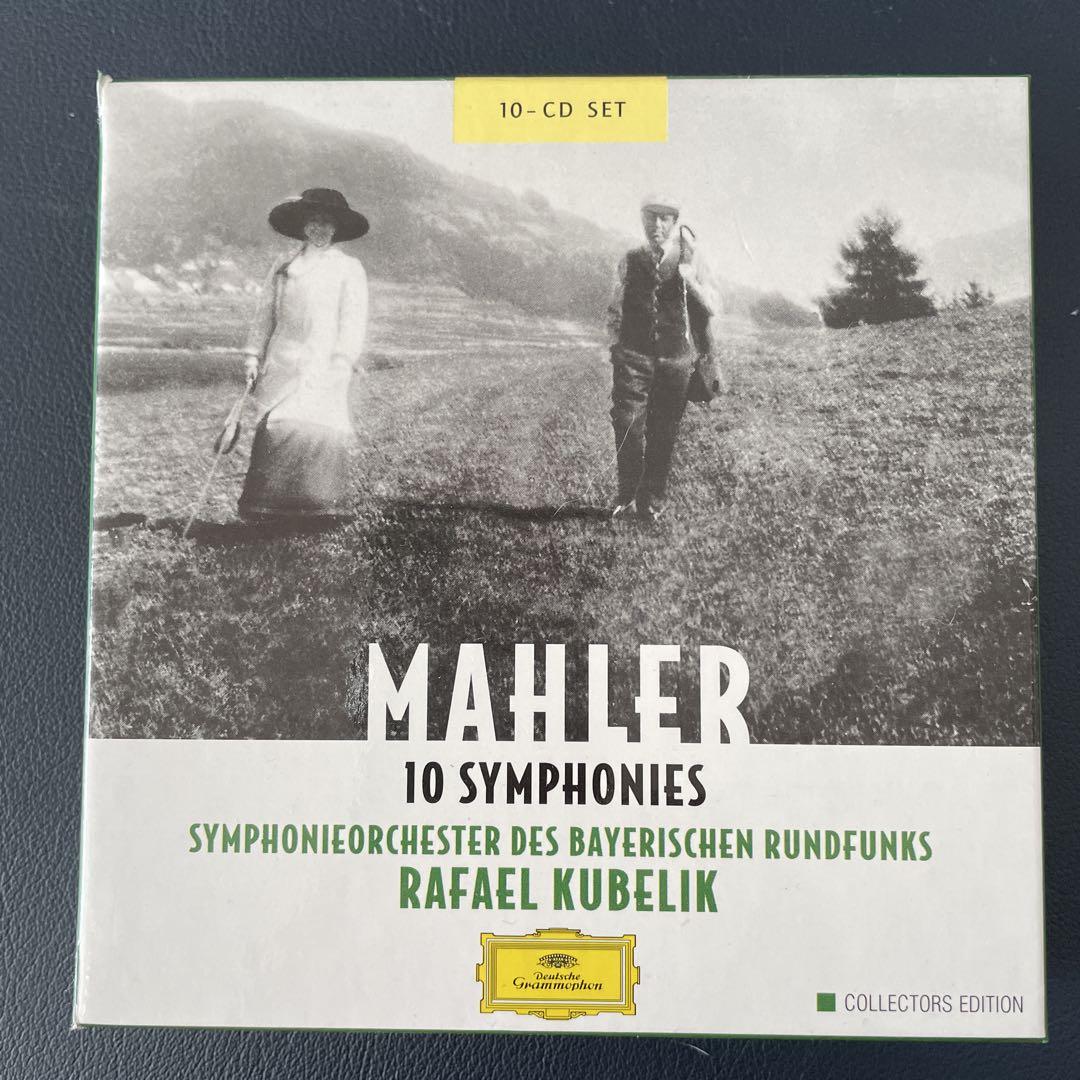 10-CD SET
MAHLER
10 SYMPHONIES
SYMPHONIEORCHESTER DES BAYERISCHEN RUNDFUNKS
RAFAEL KUBELIK
Deutsche
Grammophon
COLLECTORS EDITION